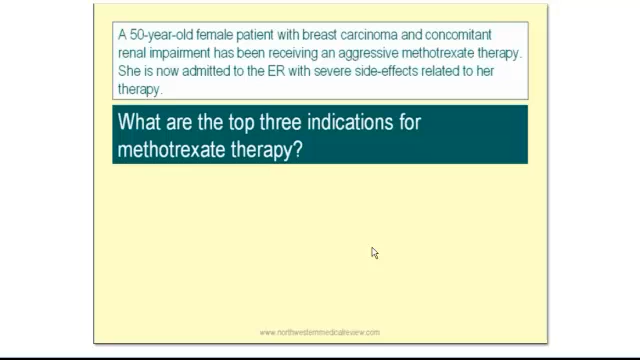 A 50-year-old female patient with breast carcinoma and concomitant
renal impairment has been receiving an aggressive methotrexate therapy.
She is now admitted to the ER with severe side-effects related to her
therapy.
What are the top three indications for
methotrexate therapy?
www.northwesternmedicalreview.com